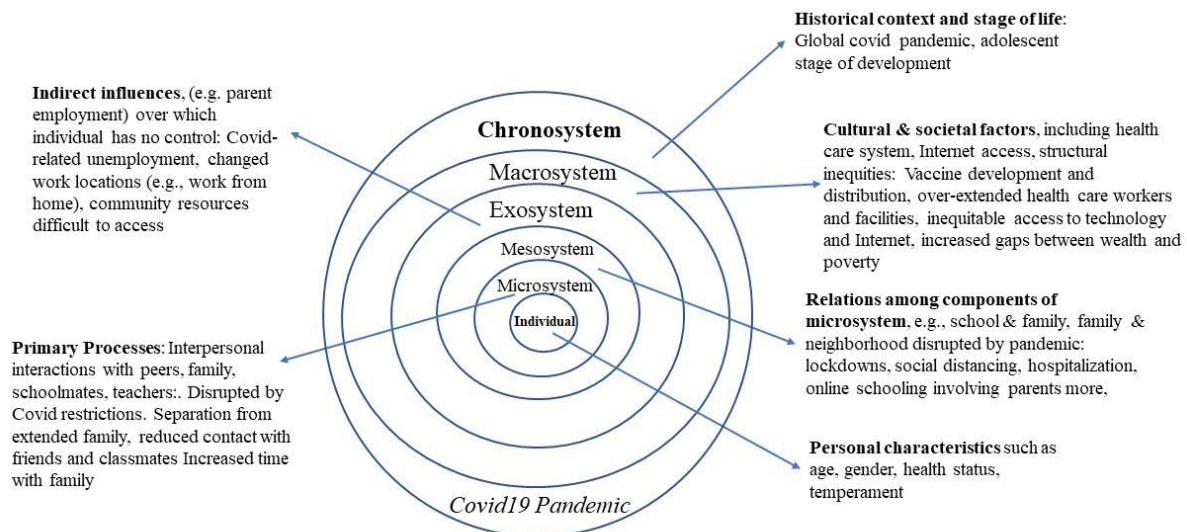 Historical context and stage of life:
Global covid pandemic, adolescent
stage of development
Indirect influences, (e.g. parent
employment) over which
individual has no control: Covid-
related unemployment, changed
work locations (e.g., work from
home), community resources
difficult to access
Chronosystem
Macrosystem
Exosystem
Mesosystem
Microsystem
Individual
Covid19 Pandemic
Cultural & societal factors, including health
care system, Internet access, structural
inequities: Vaccine development and
distribution, over-extended health care workers
and facilities, inequitable access to technology
and Internet, increased gaps between wealth and
poverty
Relations among components of
microsystem, e.g., school & family, family &
neighborhood disrupted by pandemic:
lockdowns, social distancing, hospitalization,
online schooling involving parents more,
Primary Processes: Interpersonal
interactions with peers, family,
schoolmates, teachers:. Disrupted by
Covid restrictions. Separation from
extended family, reduced contact with
friends and classmates Increased time
with family
Personal characteristics such as
age, gender, health status,
temperament